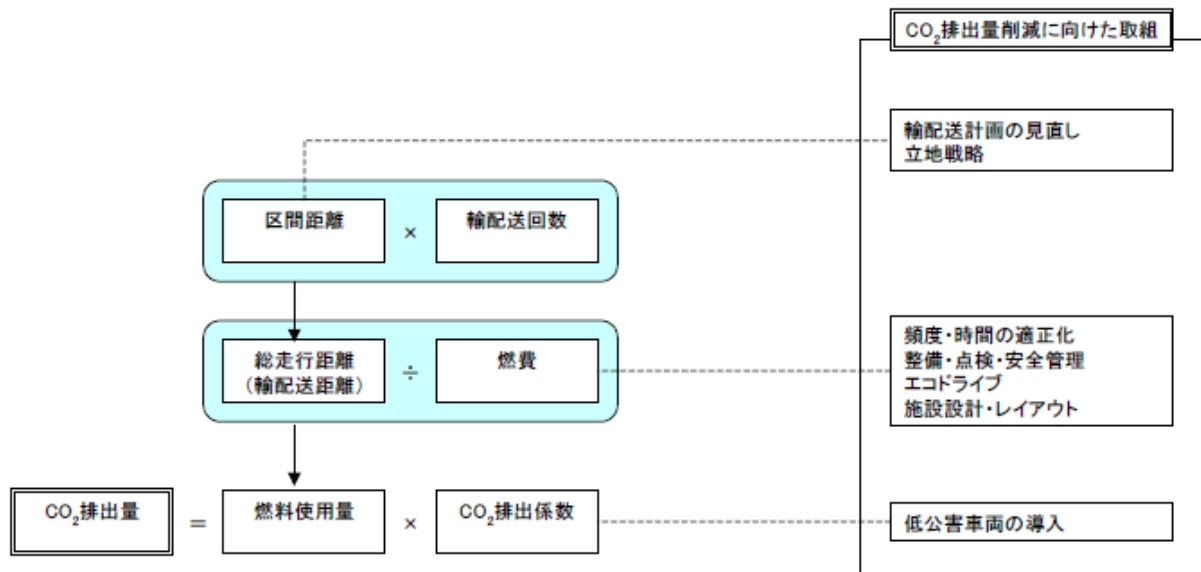 CO₂排出量削減に向けた取組
輸配送計画の見直し
立地戦略
区間距離 × 輸配送回数
総走行距離
(輸配送距離) ÷ 燃費
頻度・時間の適正化
整備・点検・安全管理
エコドライブ
施設設計・レイアウト
CO₂排出量 = 燃料使用量 × CO₂排出係数
低公害車両の導入